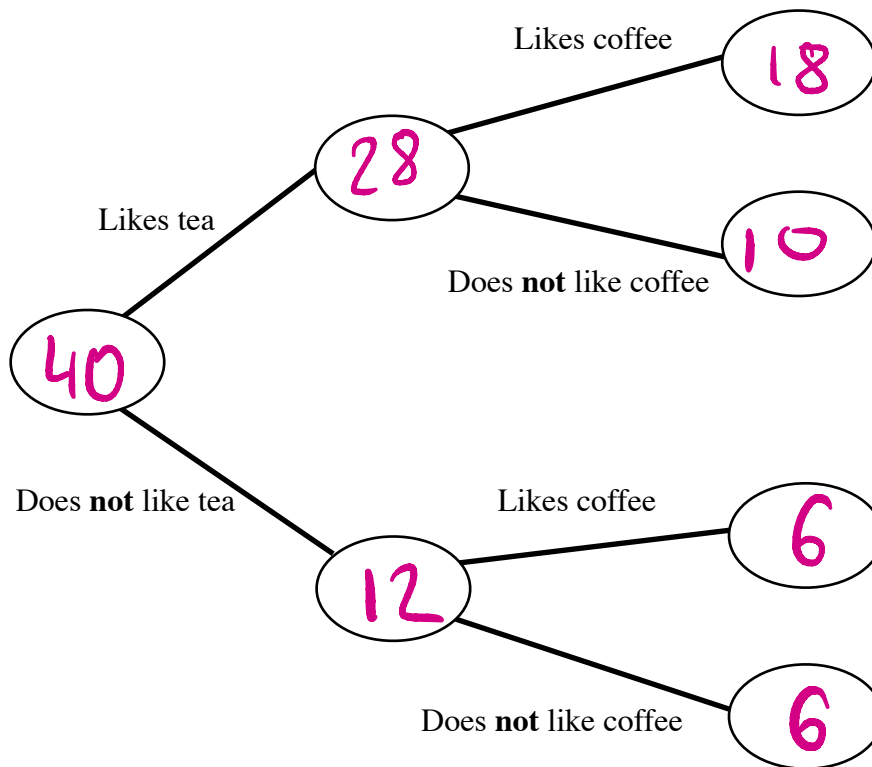 Likes coffee
18
28
Likes tea
10
Does not like coffee
40
Does not like tea
Likes coffee
6
12
Does not like coffee
6